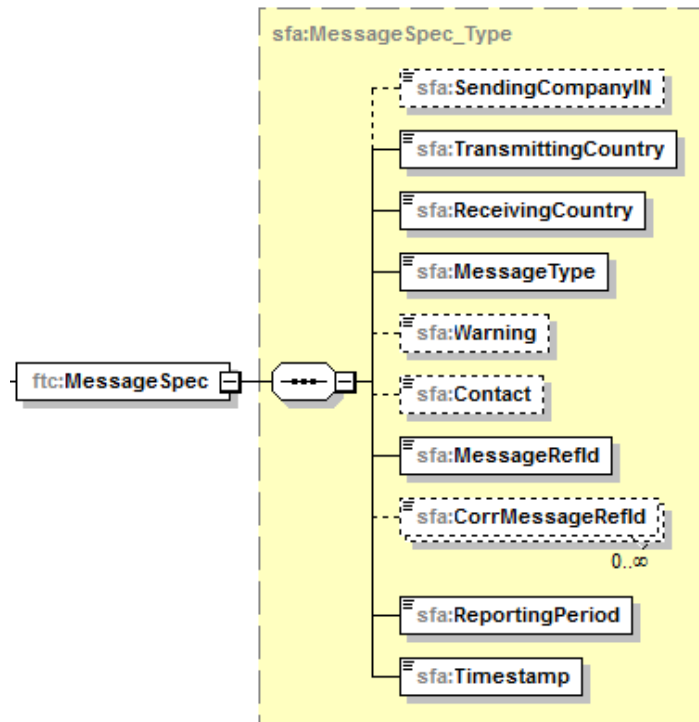 sfa:MessageSpec_Type
sfa:SendingCompanyIN
sfa:TransmittingCountry
sfa:ReceivingCountry
sfa:MessageType
sfa:Warning
ftc:MessageSpec
sfa:Contact
sfa:MessageRefId
sfa:CorrMessageRefId
0..∞
sfa:ReportingPeriod
sfa:Timestamp